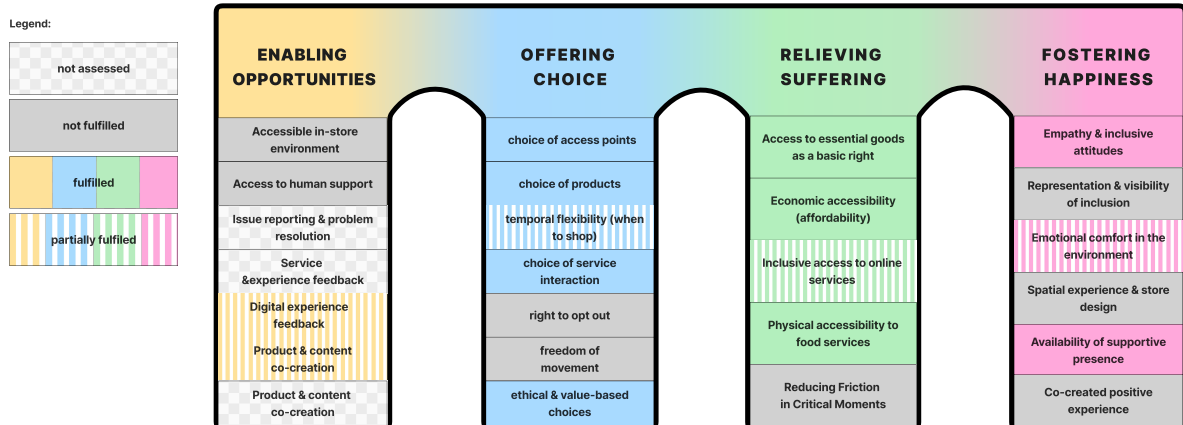 Legend:
not assessed
not fulfilled
fulfilled
partially fulfiled
ENABLING
OPPORTUNITIES
Accessible in-store
environment
Access to human support
Issue reporting & problem
resolution
Service
&experience feedback
Digital experience
feedback
Product & content
co-creation
Product & content
co-creation
OFFERING
CHOICE
choice of access points
choice of products
temporal flexibility (when
to shop)
choice of service
interaction
right to opt out
freedom of
movement
ethical & value-based
choices
RELIEVING
SUFFERING
Access to essential goods
as a basic right
Economic accessibility
(affordability)
Inclusive access to online
services
Physical accessibility to
food services
Reducing Friction
in Critical Moments
FOSTERING
HAPPINESS
Empathy & inclusive
attitudes
Representation & visibility
of inclusion
Emotional comfort in the
environment
Spatial experience & store
design
Availability of supportive
presence
Co-created positive
experience